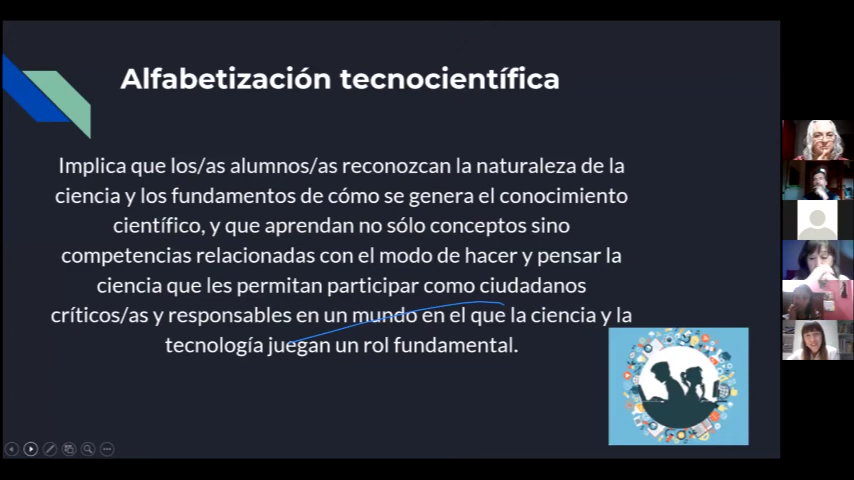 Alfabetización tecnocientífica
Implica que los/as alumnos/as reconozcan la naturaleza de la
ciencia y los fundamentos de cómo se genera el conocimiento
científico, y que aprendan no sólo conceptos sino
competencias relacionadas con el modo de hacer y pensar la
ciencia que les permitan participar como ciudadanos
críticos/as y responsables en un mundo en el que la ciencia y la
tecnología juegan un rol fundamental.